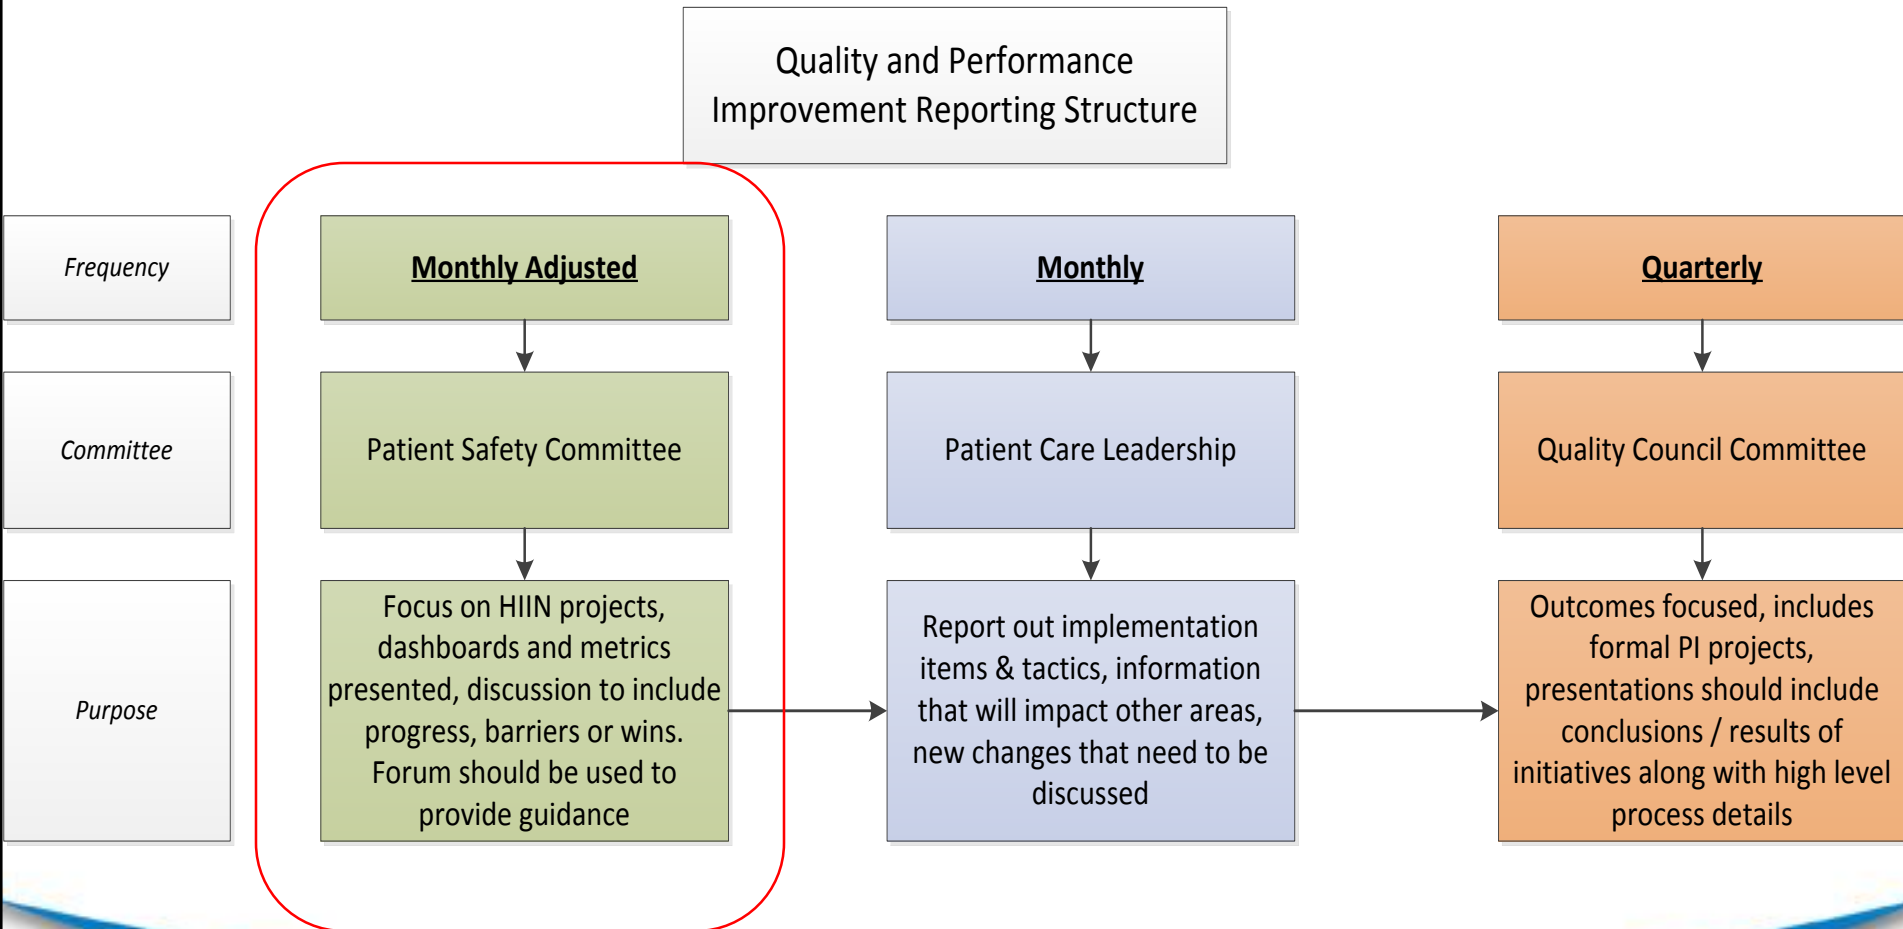 Quality and Performance
Improvement Reporting Structure
Frequency
Monthly Adjusted
Monthly
Quarterly
Committee
Patient Safety Committee
Patient Care Leadership
Quality Council Committee
Purpose
Focus on HIIN projects,
dashboards and metrics
presented, discussion to include
progress, barriers or wins.
Forum should be used to
provide guidance
Report out implementation
items & tactics, information
that will impact other areas,
new changes that need to be
discussed
Outcomes focused, includes
formal PI projects,
presentations should include
conclusions / results of
initiatives along with high level
process details